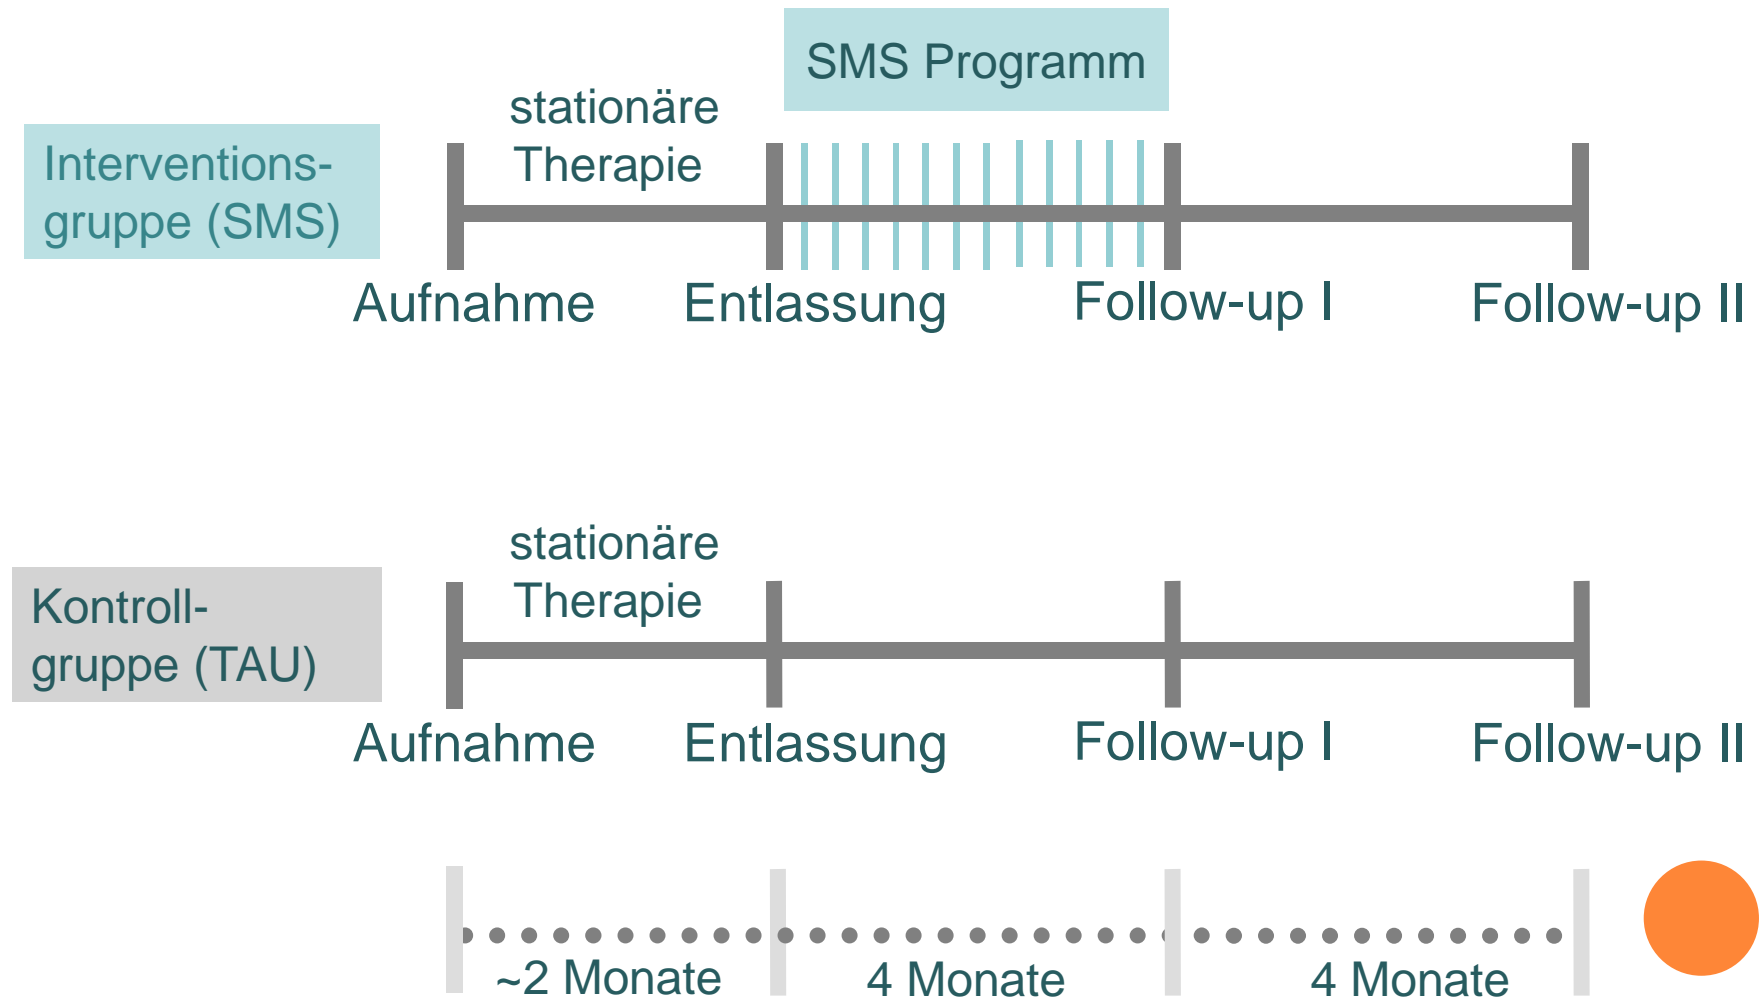 SMS Programm
stationäre
Therapie
Interventions-
gruppe (SMS)
Aufnahme
Entlassung
Follow-up I
Follow-up II
stationäre
Therapie
Kontroll-
gruppe (TAU)
Aufnahme
Entlassung
Follow-up I
Follow-up II
~2 Monate
4 Monate
4 Monate